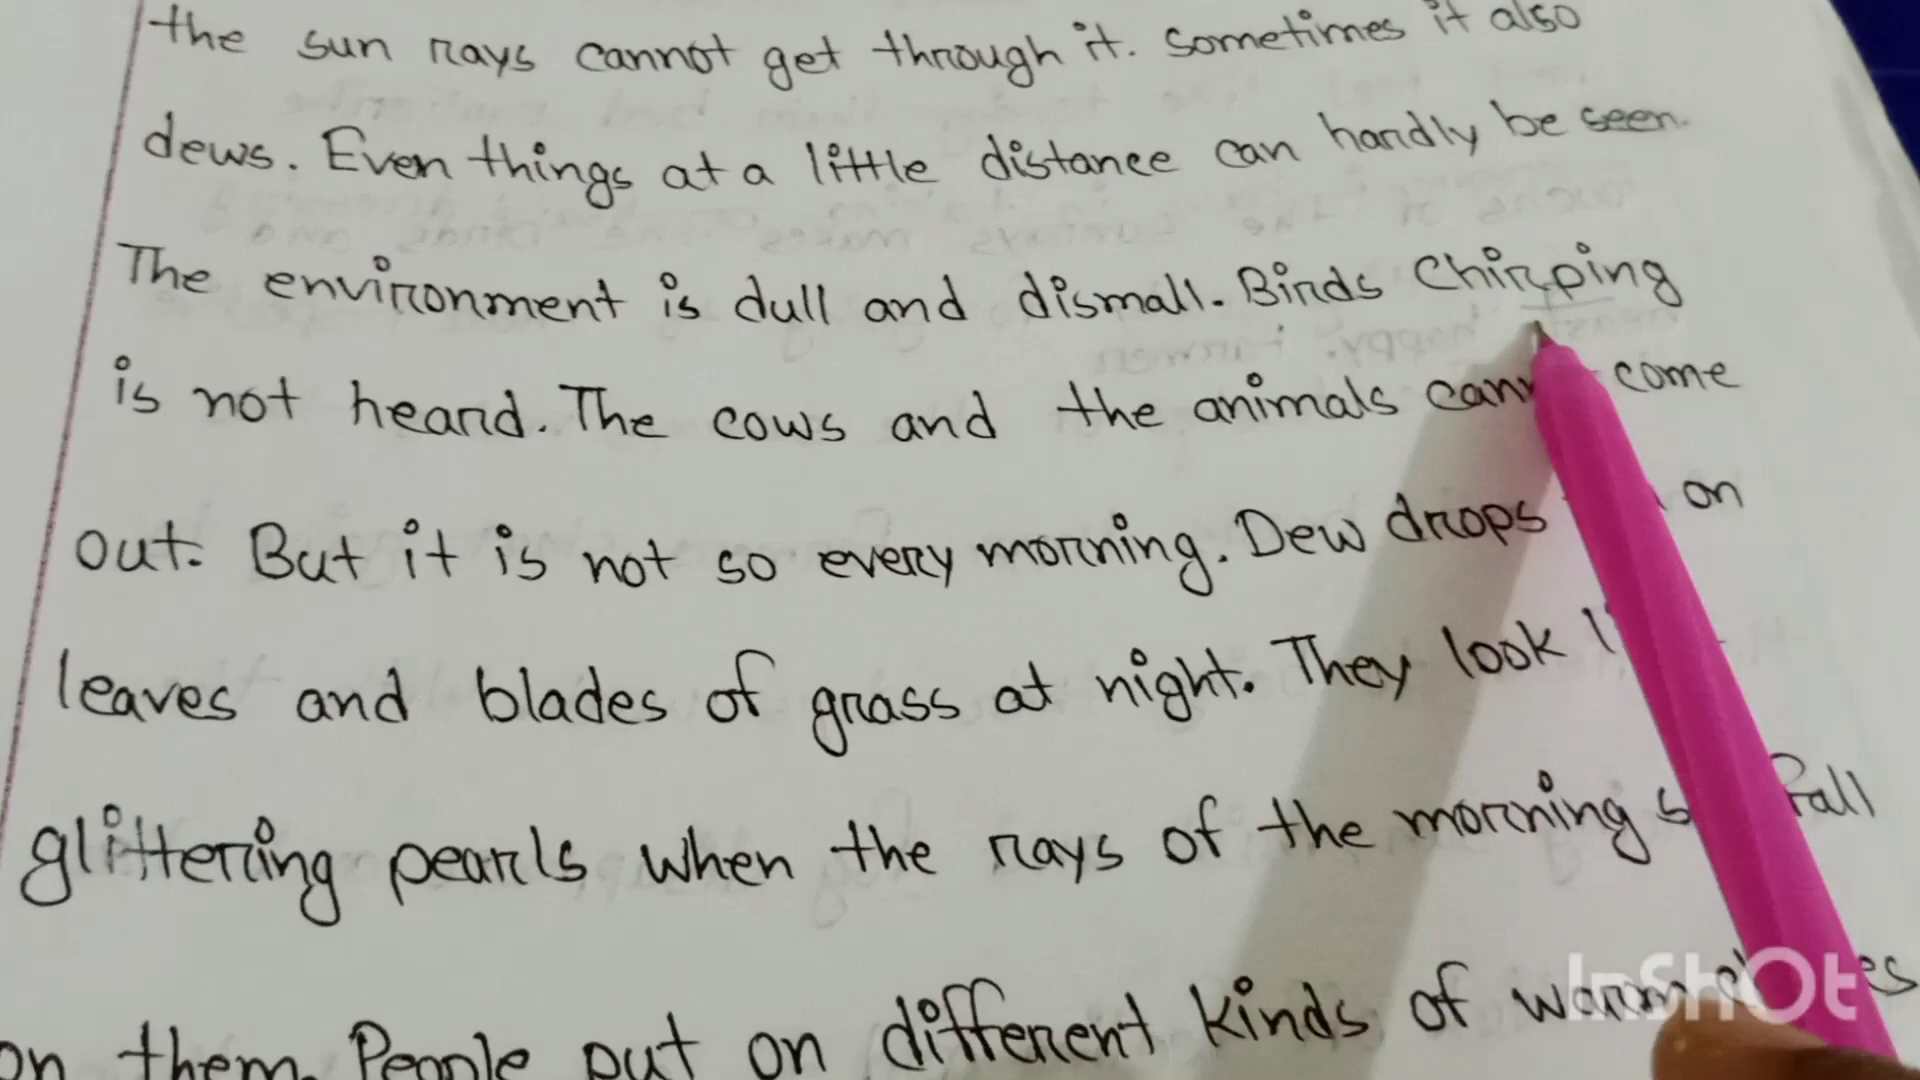 the sun rays cannot get through it. Sometimes it also
dews. Even things at a little distance can hardly be seen.
The environment is dull and dismall. Birds Chirping
is not heard. The cows and the animals come
out. But it is not so every morning. Dew drops on
leaves and blades of grass at night. They look
glittering pearls when the rays of the morning fall
on them. People put on different kinds of warm
InShOt